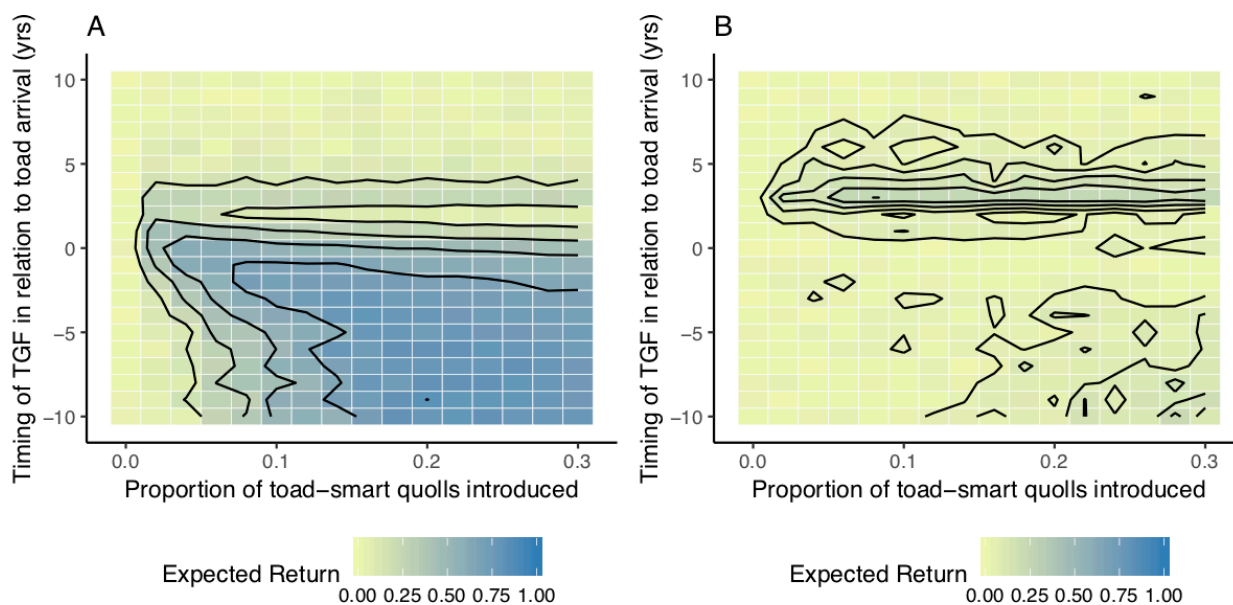 A
Timing of TGF in relation to toad arrival (yrs)
10
5
0
−5
−10
0.0 0.1 0.2 0.3
Proportion of toad−smart quolls introduced
Expected Return
0.00 0.25 0.50 0.75 1.00
B
Timing of TGF in relation to toad arrival (yrs)
10
5
0
−5
−10
0.0 0.1 0.2 0.3
Proportion of toad−smart quolls introduced
Expected Return
0.00 0.25 0.50 0.75 1.00